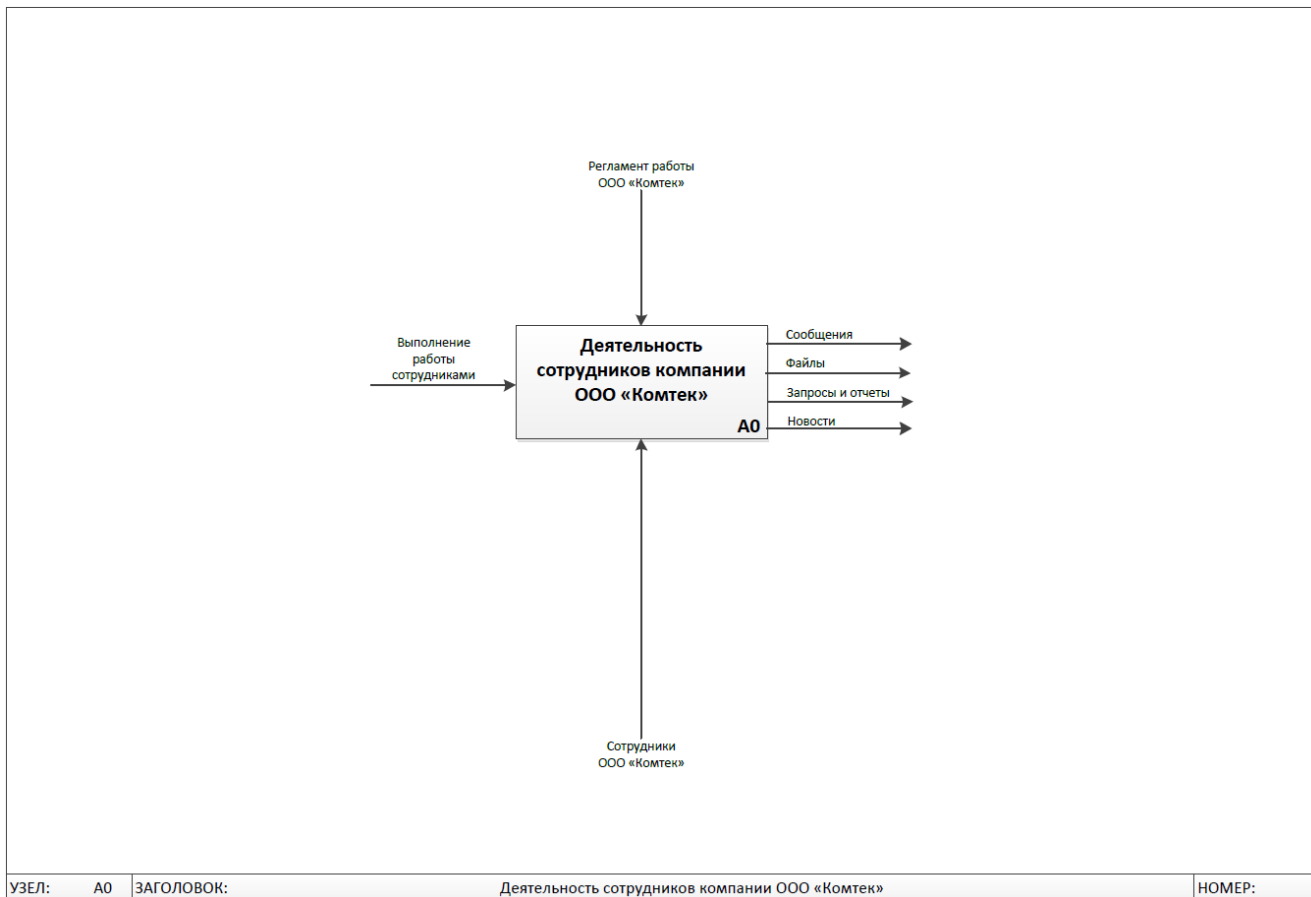 Регламент работы
ООО «Комтек»
Выполнение
работы
сотрудниками
Деятельность
сотрудников компании
ООО «Комтек»
A0
Сообщения
Файлы
Запросы и отчеты
Новости
Сотрудники
ООО «Комтек»
УЗЕЛ: A0 ЗАГОЛОВОК: Деятельность сотрудников компании ООО «Комтек» НОМЕР: